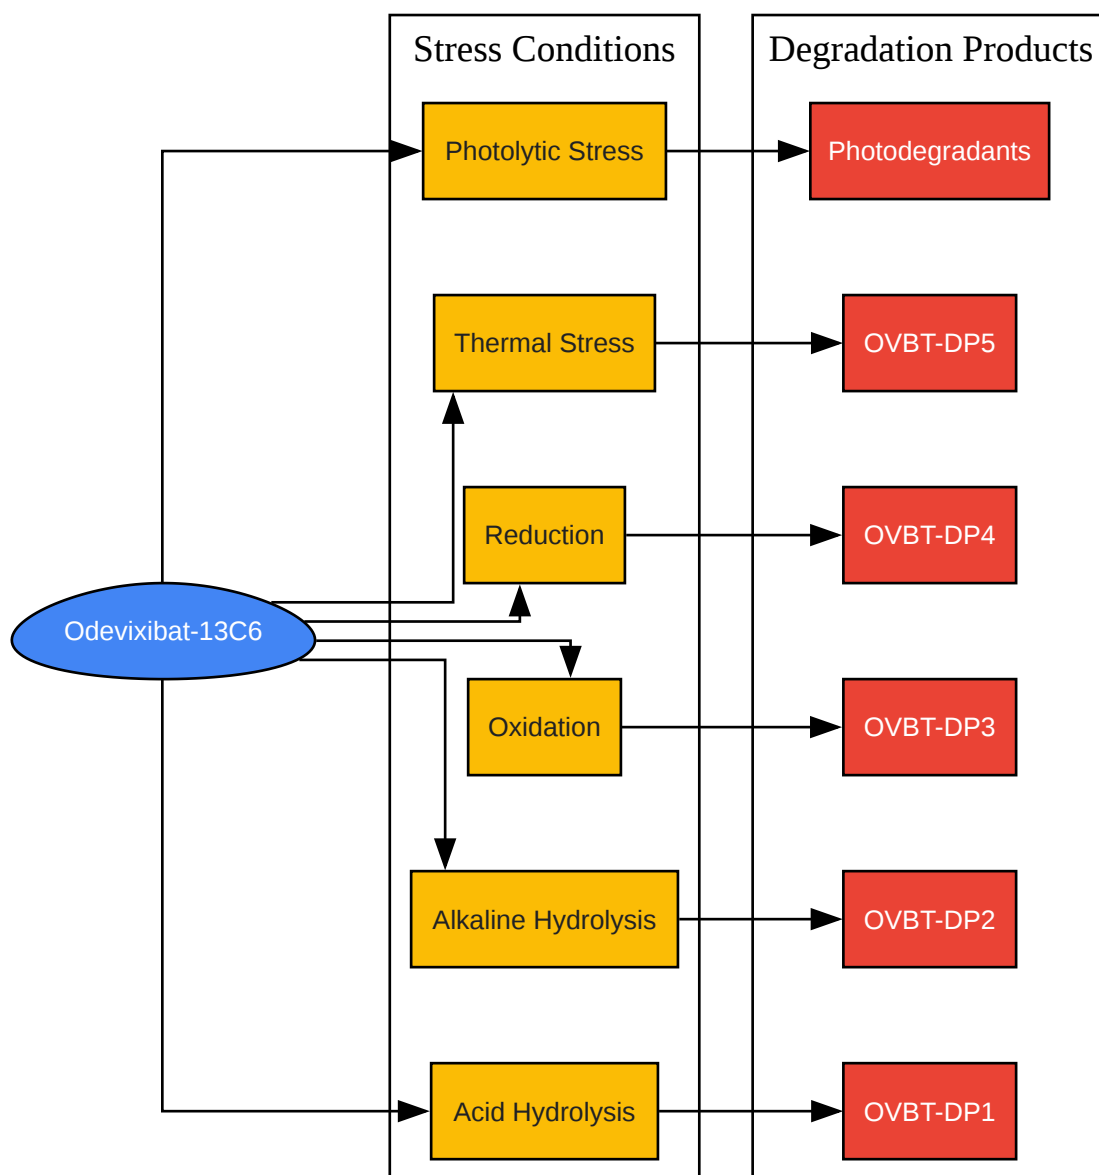 Stress Conditions
Degradation Products
Photolytic Stress
Photodegradants
Thermal Stress
OVBT-DP5
Reduction
OVBT-DP4
Odevixibat-13C6
Oxidation
OVBT-DP3
Alkaline Hydrolysis
OVBT-DP2
Acid Hydrolysis
OVBT-DP1